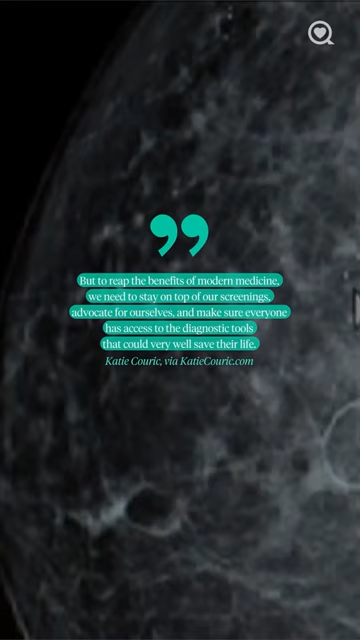 ”
But to reap the benefits of modern medicine,
we need to stay on top of our screenings,
advocate for ourselves, and make sure everyone
has access to the diagnostic tools
that could very well save their life.
Katie Couric, via KatieCouric.com